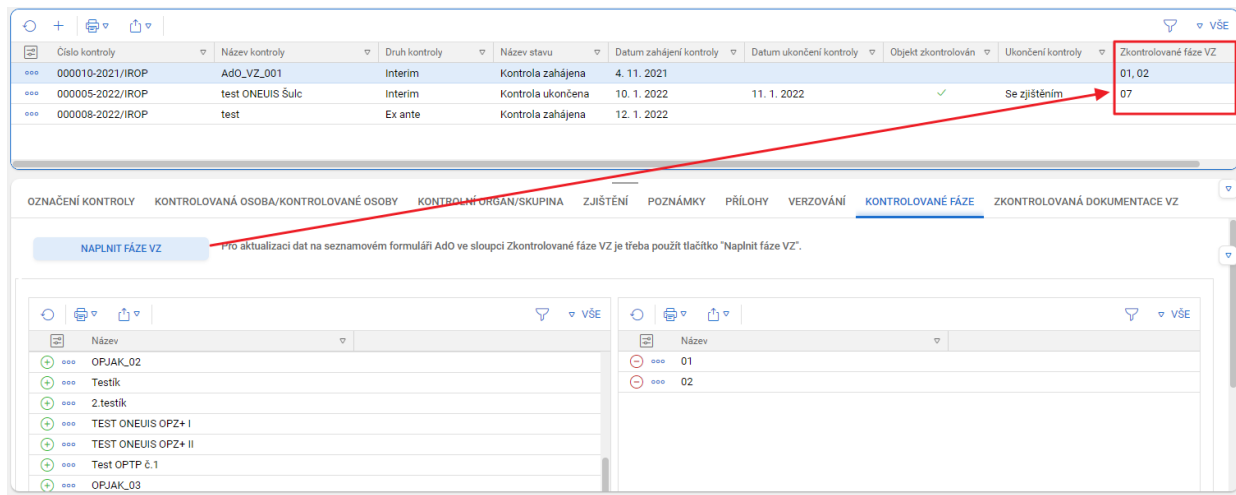 VŠE
Číslo kontroly Název kontroly Druh kontroly Název stavu Datum zahájení kontroly Datum ukončení kontroly Objekt zkontrolován Ukončení kontroly Zkontrolované fáze VZ
000010-2021/IROP AdO_VZ_001 Interim Kontrola zahájena 4. 11. 2021 01, 02
000005-2022/IROP test ONEUIS Šulc Interim Kontrola ukončena 10. 1. 2022 11. 1. 2022 Se zjištěním 07
000008-2022/IROP test Ex ante Kontrola zahájena 12. 1. 2022
OZNAČENÍ KONTROLY KONTROLOVANÁ OSOBA/KONTROLOVANÉ OSOBY KONTROLNÍ ORGÁN/SKUPINA ZJIŠTĚNÍ POZNÁMKY PŘÍLOHY VERZOVÁNÍ KONTROLOVANÉ FÁZE ZKONTROLOVANÁ DOKUMENTACE VZ
NAPLNIT FÁZE VZ Pro aktualizaci dat na seznamovém formuláři AdO ve sloupci Zkontrolované fáze VZ je třeba použít tlačítko "Naplnit fáze VZ".
VŠE VŠE
Název Název
OPJAK_02 01
Testík 02
2.testík
TEST ONEUIS OPZ+ I
TEST ONEUIS OPZ+ II
Test OPTP č.1
OPJAK_03